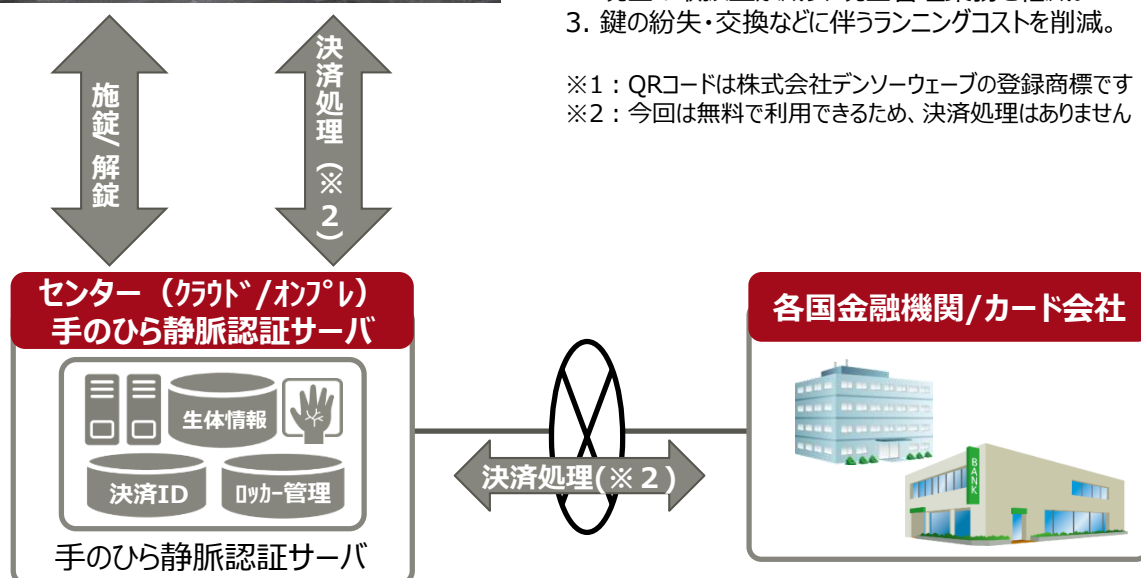 3. 鍵の紛失・交換などに伴うランニングコストを削減。
※1：QRコードは株式会社デンソーウェーブの登録商標です
※2：今回は無料で利用できるため、決済処理はありません
施錠/解錠
決済処理（※2）
センター（ｸﾗｳﾄﾞ/ｵﾝﾌﾟﾚ）
手のひら静脈認証サーバ
生体情報
決済ID
ﾛｯｶｰ管理
手のひら静脈認証サーバ
決済処理(※２)
各国金融機関/カード会社
BANK